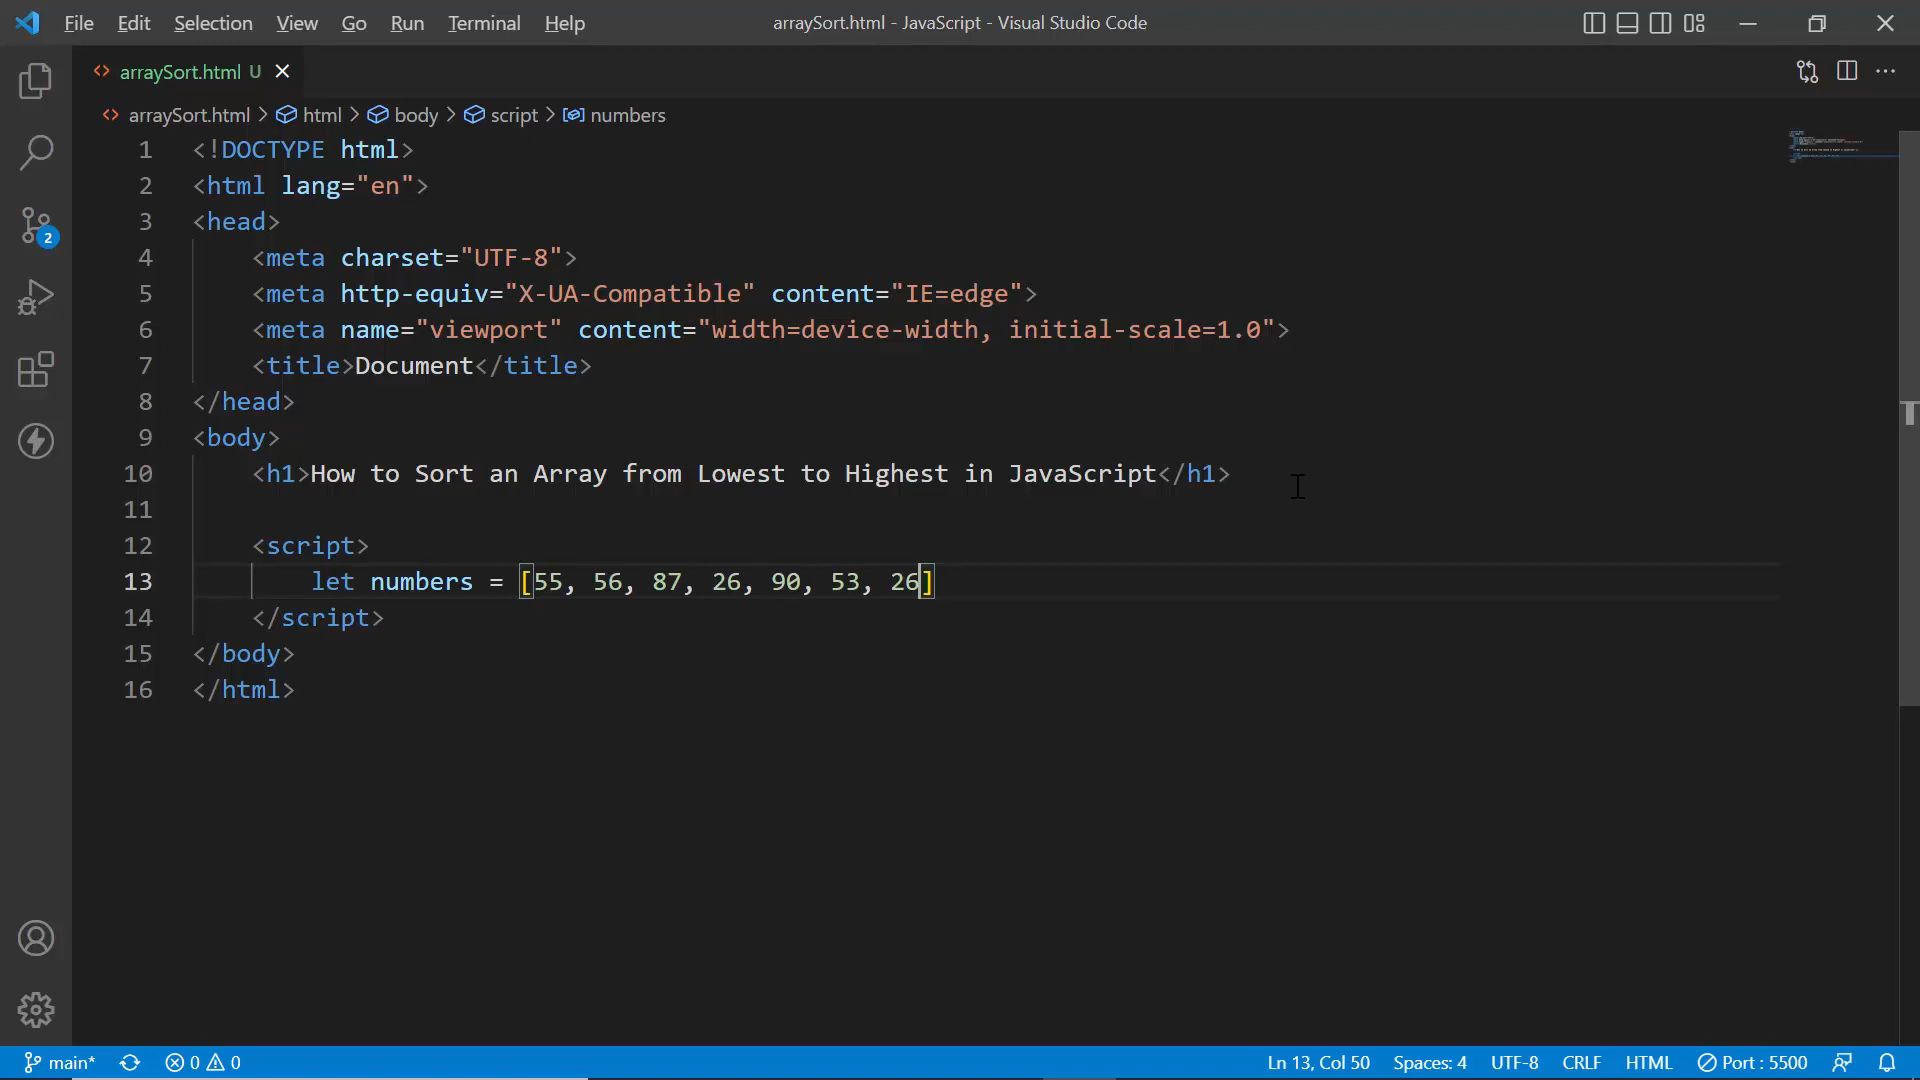 File Edit Selection View Go Run Terminal Help arraySort.html - JavaScript - Visual Studio Code
arraySort.html U
arraySort.html > html > body > script > numbers
1 <!DOCTYPE html>
2 <html lang="en">
3 <head>
4 <meta charset="UTF-8">
5 <meta http-equiv="X-UA-Compatible" content="IE=edge">
6 <meta name="viewport" content="width=device-width, initial-scale=1.0">
7 <title>Document</title>
8 </head>
9 <body>
10 <h1>How to Sort an Array from Lowest to Highest in JavaScript</h1>
11
12 <script>
13 let numbers = [55, 56, 87, 26, 90, 53, 26]
14 </script>
15 </body>
16 </html>
2
main* 0 0 Ln 13, Col 50 Spaces: 4 UTF-8 CRLF HTML Port : 5500